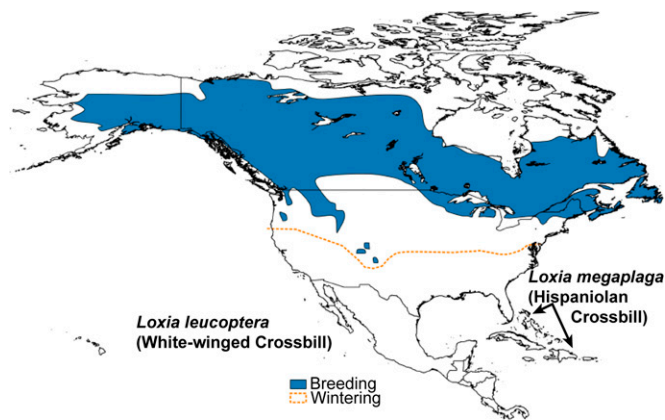 Loxia megaplaga
(Hispaniolan
Crossbill)
Loxia leucoptera
(White-winged Crossbill)
Breeding
Wintering